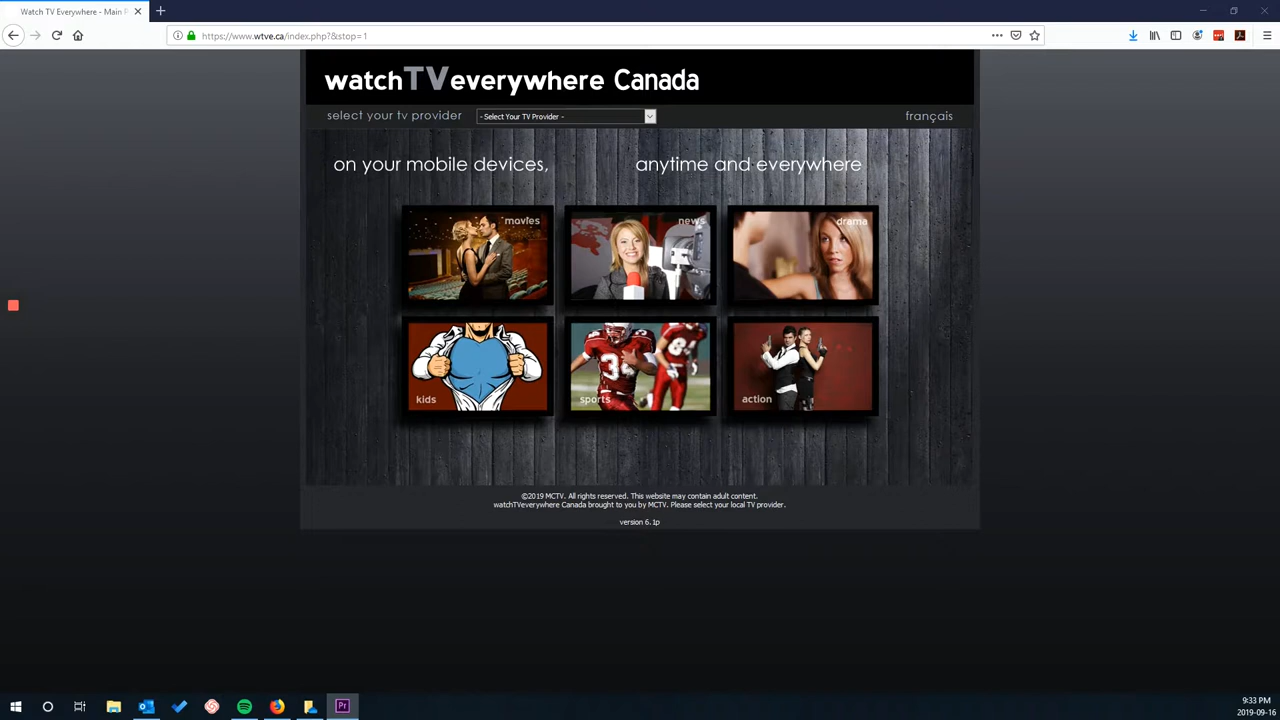 Watch TV Everywhere - Main P
https://www.wtve.ca/index.php?&stop=1
watchTVeverywhere Canada
select your tv provider
- Select Your TV Provider -
français
on your mobile devices, anytime and everywhere
movies
news
drama
34
84
kids
sports
action
©2019 MCTV. All rights reserved. This website may contain adult content.
watchTVeverywhere Canada brought to you by MCTV. Please select your local TV provider.
version 6.1p
Pr
9:33 PM
2019-09-16